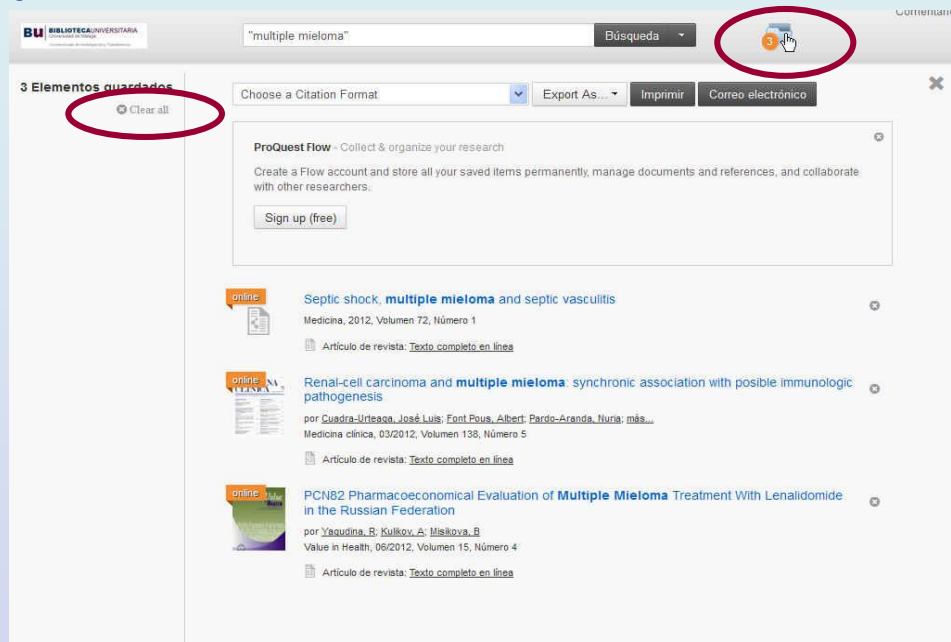 Comentario
BU BIBLIOTECAUNIVERSITARIA
Universidad de Málaga
"multiple mieloma"
Búsqueda
3
3 Elementos guardados
Clear all
Choose a Citation Format
Export As...
Imprimir
Correo electrónico
ProQuest Flow - Collect & organize your research
Create a Flow account and store all your saved items permanently, manage documents and references, and collaborate
with other researchers.
Sign up (free)
online
Septic shock, multiple mieloma and septic vasculitis
Medicina, 2012, Volumen 72, Número 1
Artículo de revista: Texto completo en línea
online
Renal-cell carcinoma and multiple mieloma: synchronic association with posible immunologic
pathogenesis
por Cuadra-Urteaga, José Luis; Font Pous, Albert; Pardo-Aranda, Nuria; más...
Medicina clínica, 03/2012, Volumen 138, Número 5
Artículo de revista: Texto completo en línea
online
PCN82 Pharmacoeconomical Evaluation of Multiple Mieloma Treatment With Lenalidomide
in the Russian Federation
por Yagudina, R; Kulikov, A; Misikova, B
Value in Health, 06/2012, Volumen 15, Número 4
Artículo de revista: Texto completo en línea